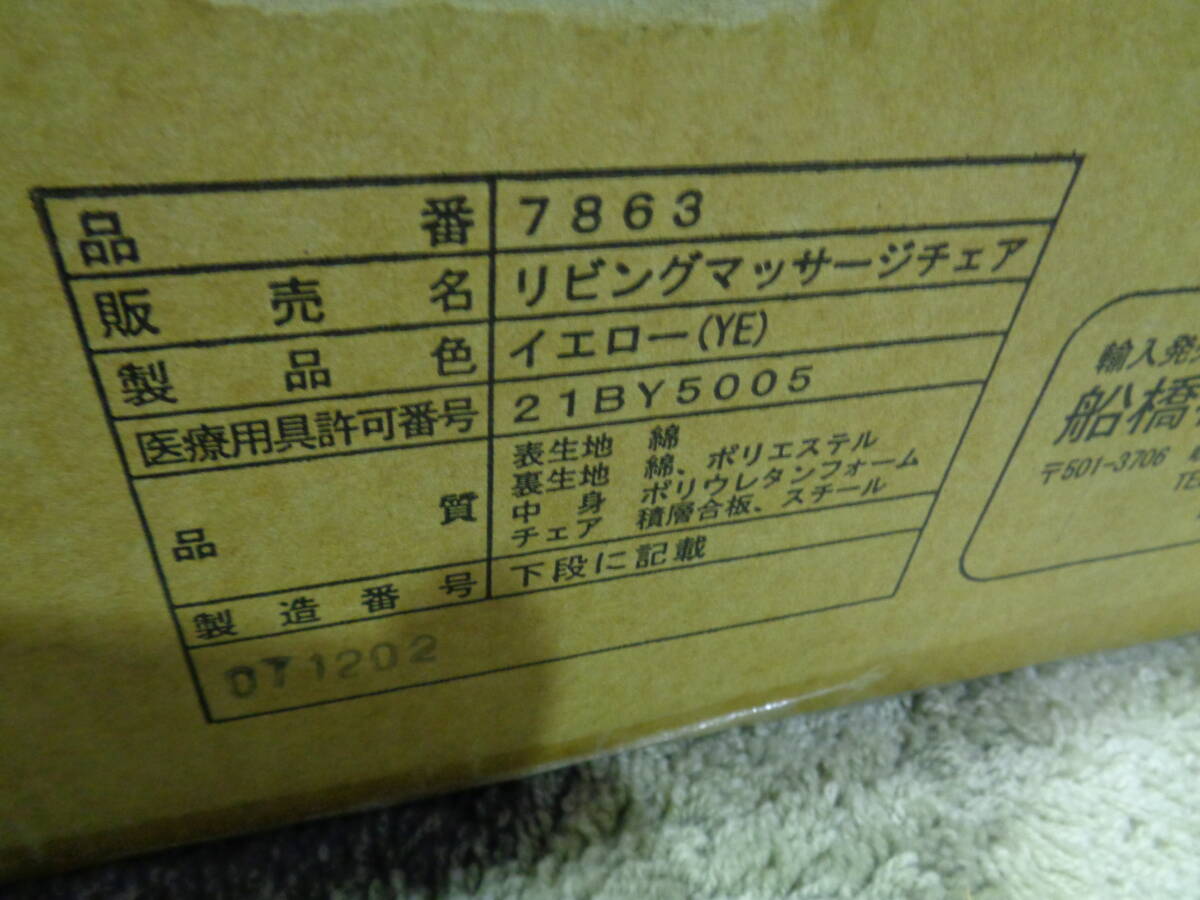 品番 7863
販売名 リビングマッサージチェア
製品色 イエロー(YE)
医療用具許可番号 21BY5005
品質 表生地 綿
裏生地 綿、ポリエステル
中身 ポリウレタンフォーム
チェア 積層合板、スチール
製造番号 下段に記載
071202
輸入発
船橋
〒501-3706
TE